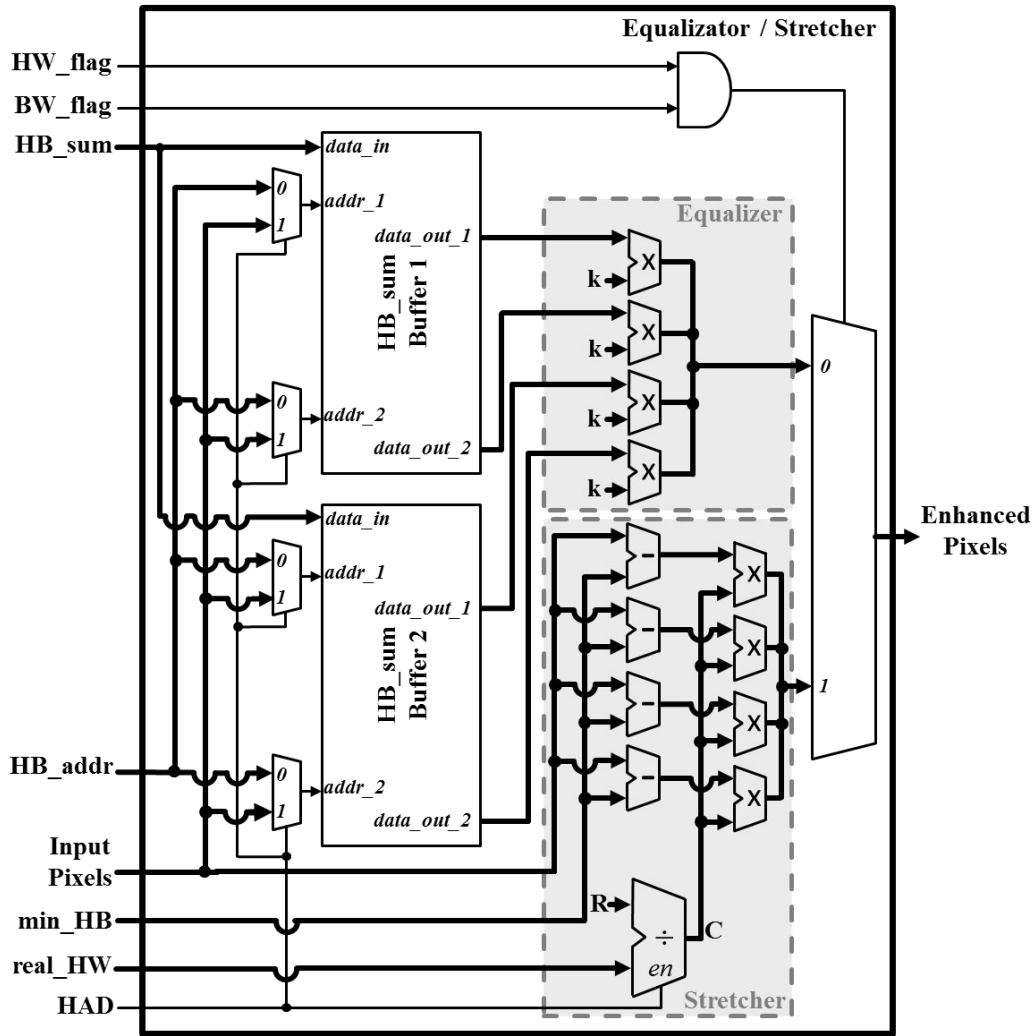 Equalizator / Stretcher
HW_flag
BW_flag
HB_sum
data_in
0
1
addr_1
Equalizer
data_out_1
X
k
HB_sum
Buffer 1
X
k
0
X
0
1
addr_2
k
data_out_2
X
k
data_in
Enhanced
Pixels
0
1
addr_1
-
X
data_out_1
-
X
HB_sum
Buffer 2
1
-
X
HB_addr
0
1
addr_2
-
X
data_out_2
Input
Pixels
R
min_HB
C
÷
real_HW
en
HAD
Stretcher